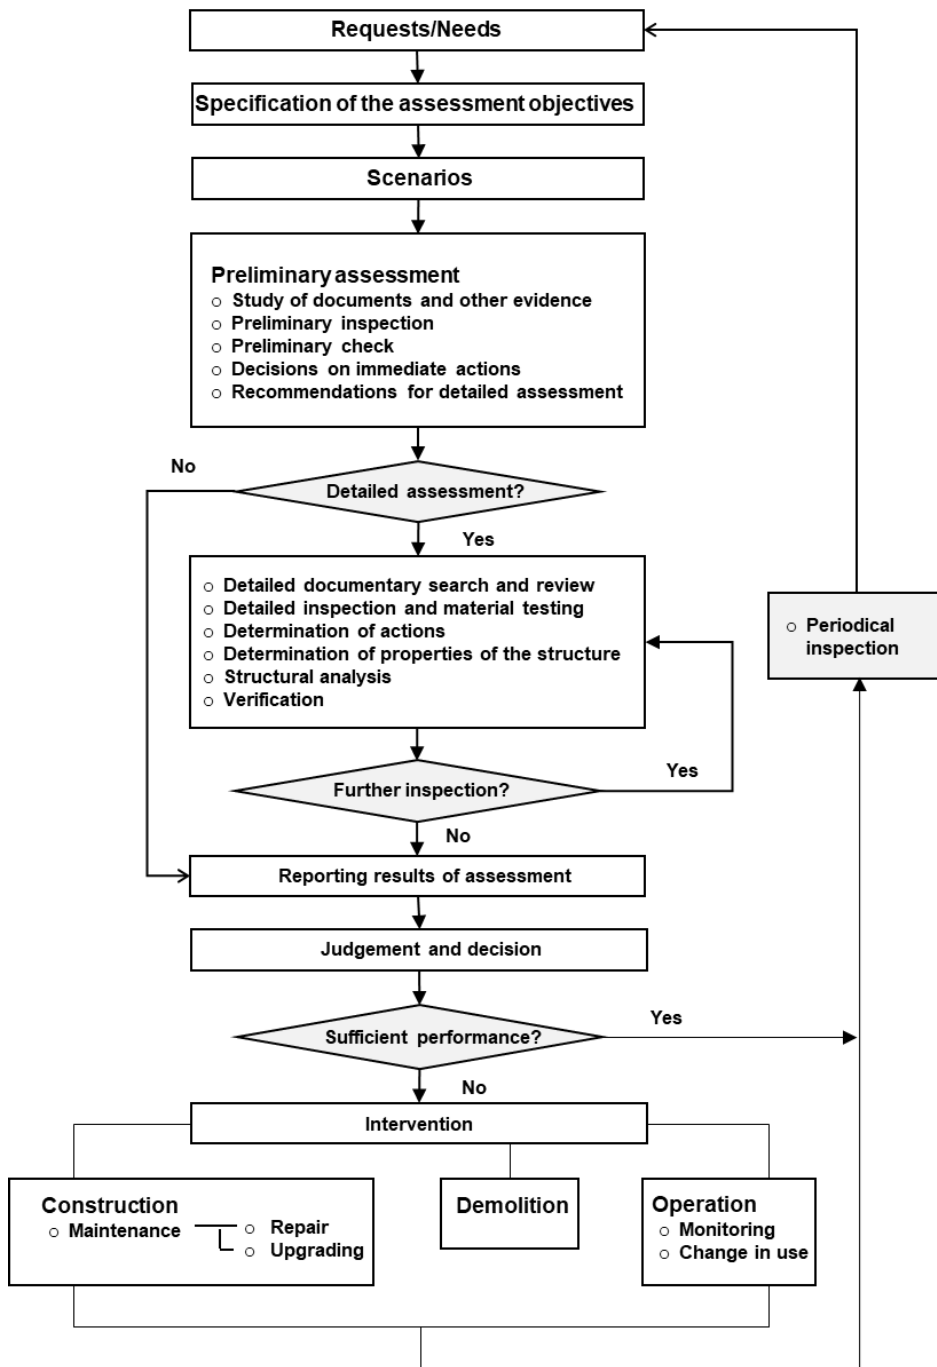 Requests/Needs
Specification of the assessment objectives
Scenarios
Preliminary assessment
○ Study of documents and other evidence
○ Preliminary inspection
○ Preliminary check
○ Decisions on immediate actions
○ Recommendations for detailed assessment
No
Detailed assessment?
Yes
○ Detailed documentary search and review
○ Detailed inspection and material testing
○ Determination of actions
○ Determination of properties of the structure
○ Structural analysis
○ Verification
○ Periodical
inspection
Further inspection?
Yes
No
Reporting results of assessment
Judgement and decision
Sufficient performance?
Yes
No
Intervention
Construction
○ Maintenance
○ Repair
○ Upgrading
Demolition
Operation
○ Monitoring
○ Change in use